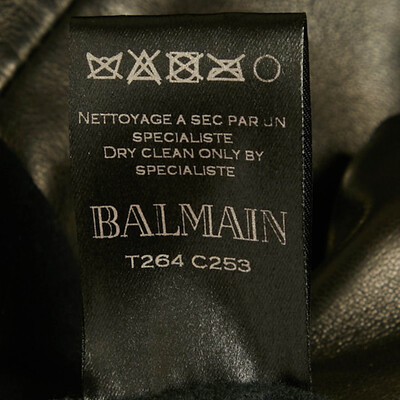 NETTOYAGE A SEC PAR UN
SPECIALISTE
DRY CLEAN ONLY BY
SPECIALISTE
BALMAIN
T264 C253